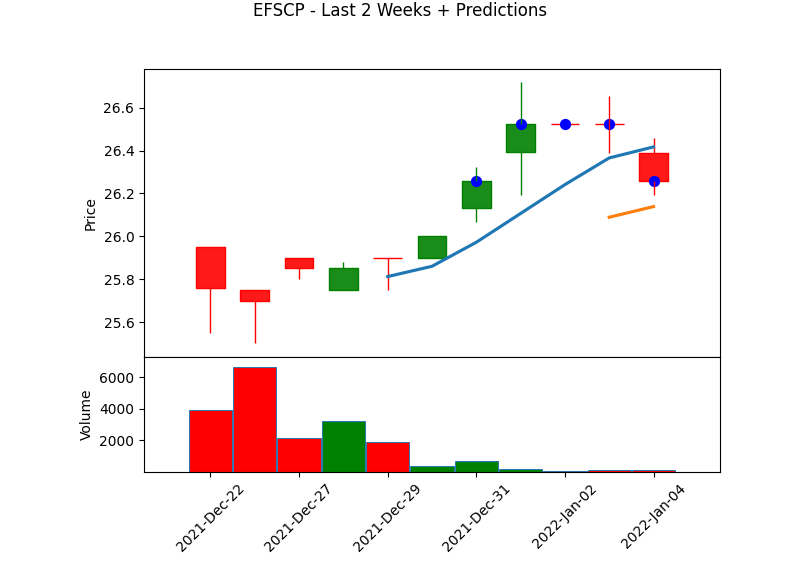 EFSCP - Last 2 Weeks + Predictions
26.6
26.4
26.2
26.0
25.8
25.6
Price
6000
4000
2000
Volume
2021-Dec-22
2021-Dec-27
2021-Dec-29
2021-Dec-31
2022-Jan-02
2022-Jan-04